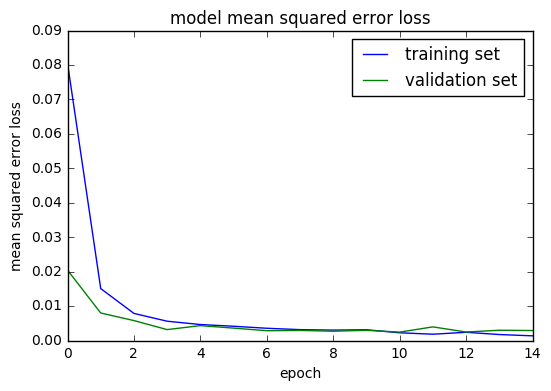 model mean squared error loss
training set
validation set
mean squared error loss
0.09
0.08
0.07
0.06
0.05
0.04
0.03
0.02
0.01
0.00
0 2 4 6 8 10 12 14
epoch